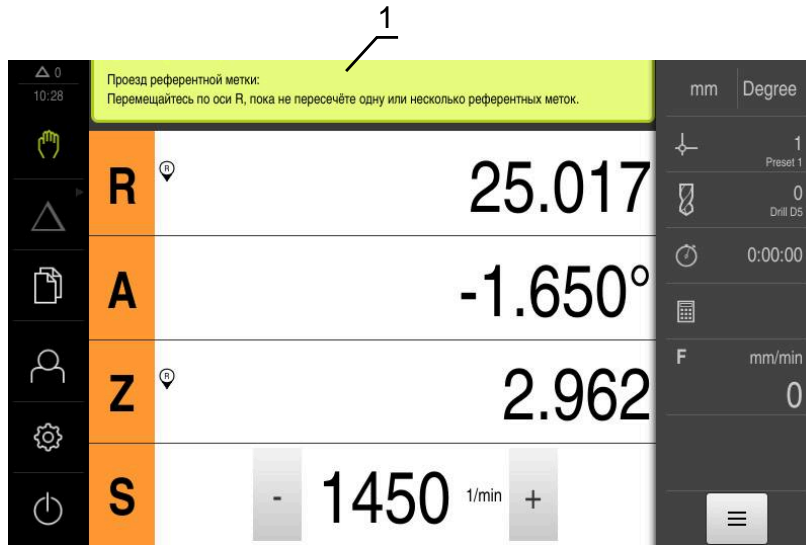 1
0
10:28
Проезд референтной метки:
Перемещайтесь по оси R, пока не пересечёте одну или несколько референтных меток.
mm Degree
R R 25.017
1
Preset 1
0
Drill D5
A -1.650°
0:00:00
Z R 2.962
F mm/min
0
S - 1450 1/min +